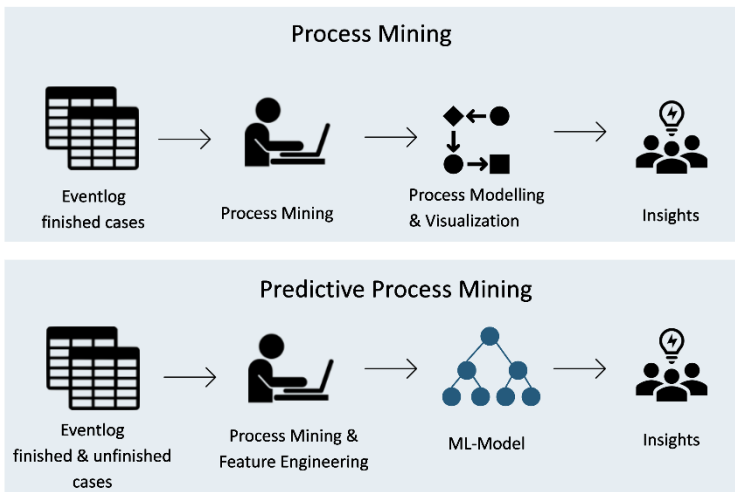 Process Mining
Eventlog
finished cases
Process Mining
Process Modelling
& Visualization
Insights
Predictive Process Mining
Eventlog
finished & unfinished
cases
Process Mining &
Feature Engineering
ML-Model
Insights